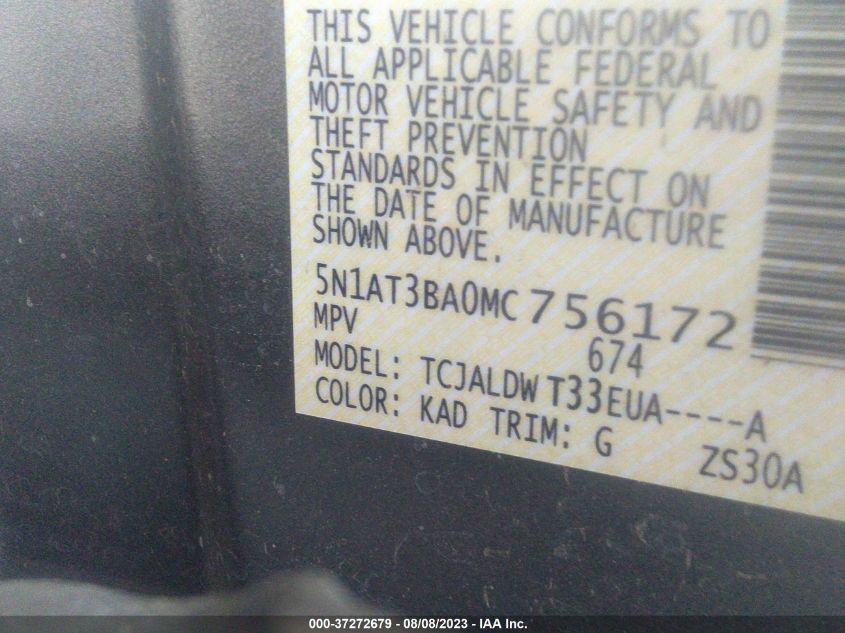 THIS VEHICLE CONFORMS TO
ALL APPLICABLE FEDERAL
MOTOR VEHICLE SAFETY AND
THEFT PREVENTION
STANDARDS IN EFFECT ON
THE DATE OF MANUFACTURE
SHOWN ABOVE.
5N1AT3BA0MC756172
MPV 674
MODEL: TCJALDWT33EUA----A
COLOR: KAD TRIM: G ZS30A
000-37272679 - 08/08/2023 - IAA Inc.